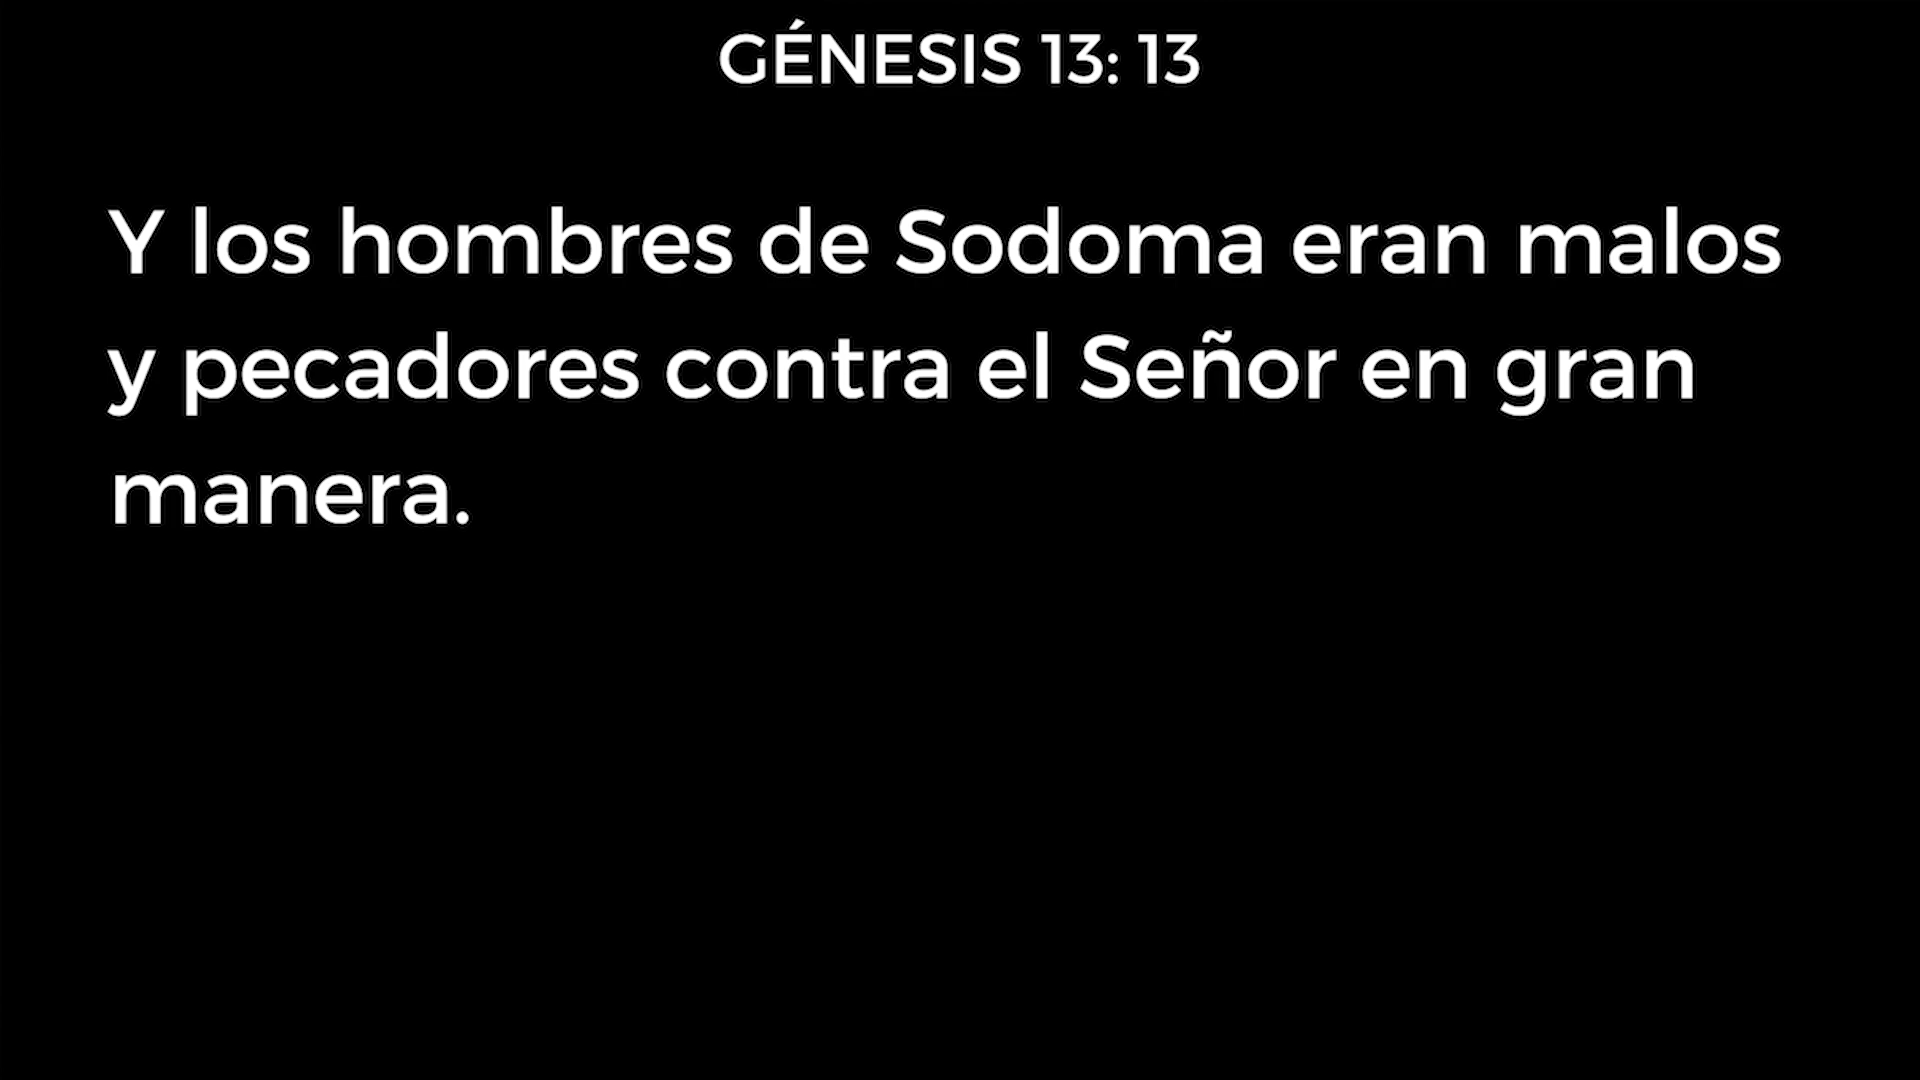 GÉNESIS 13: 13
Y los hombres de Sodoma eran malos
y pecadores contra el Señor en gran
manera.